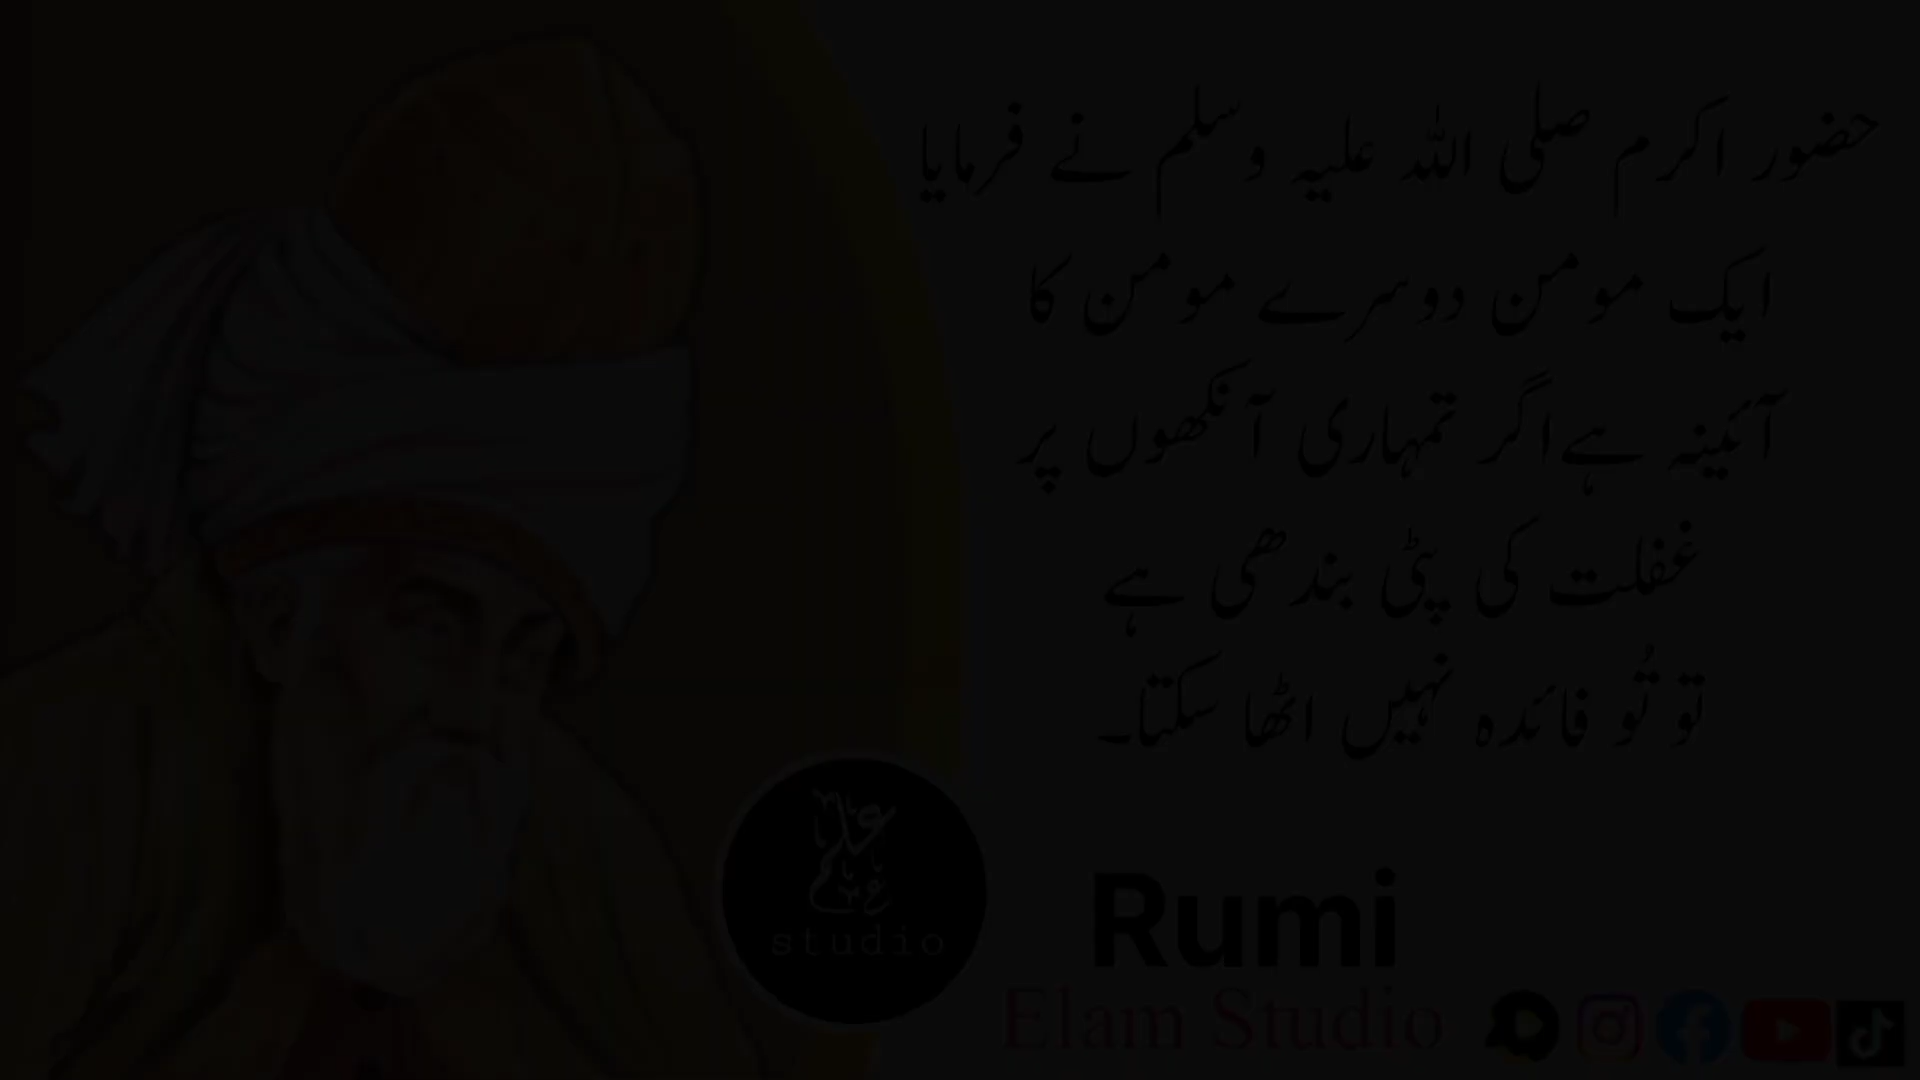 حضور اکرم صلی اللہ علیہ وسلم نے فرمایا
ایک مومن دوسرے مومن کا
آئینہ ہے اگر تمہاری آنکھوں پر
غفلت کی پٹی بندھی ہے
تو تُو فائدہ نہیں اٹھا سکتا۔
studio
Rumi
Elam Studio